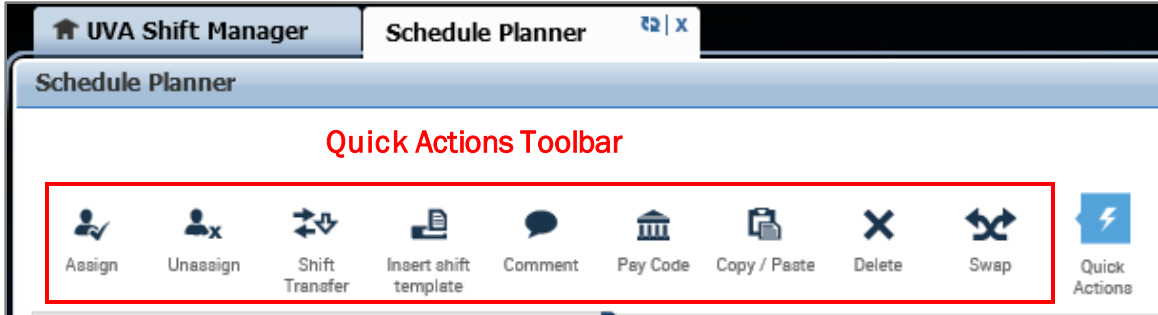 UVA Shift Manager
Schedule Planner
x
Schedule Planner
Quick Actions Toolbar
Assign
Unassign
Shift
Transfer
Insert shift
template
Comment
Pay Code
Copy / Paste
Delete
Swap
Quick
Actions